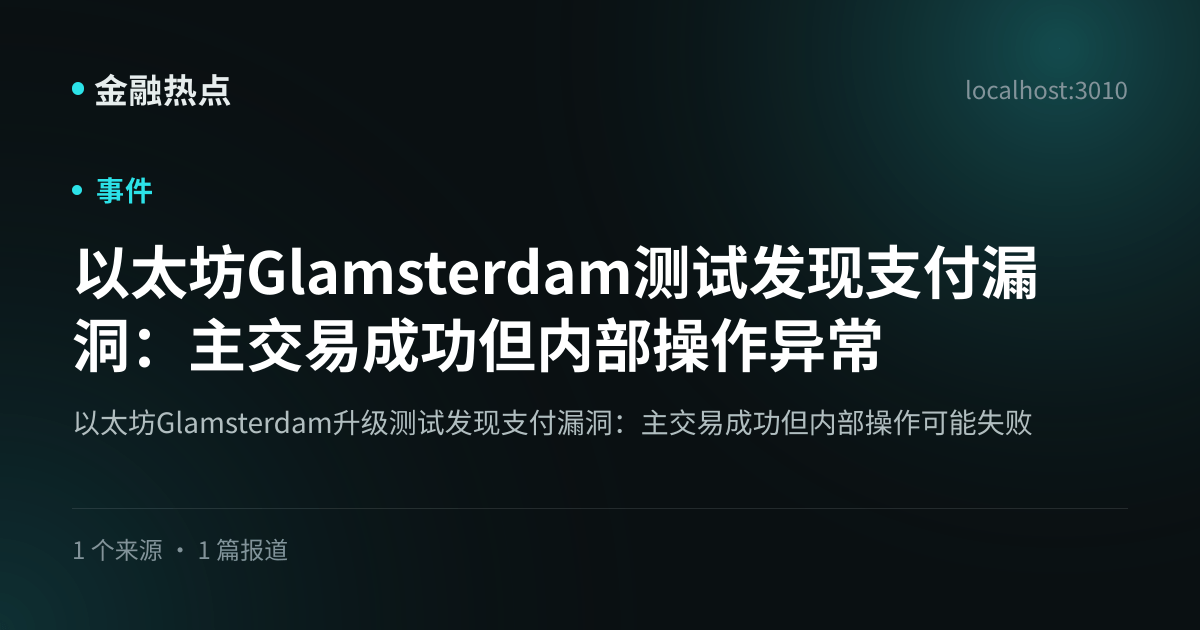 金融热点
localhost:3010
事件
以太坊Glamsterdam测试发现支付漏
洞：主交易成功但内部操作异常
以太坊Glamsterdam升级测试发现支付漏洞：主交易成功但内部操作可能失败
1 个来源 · 1 篇报道